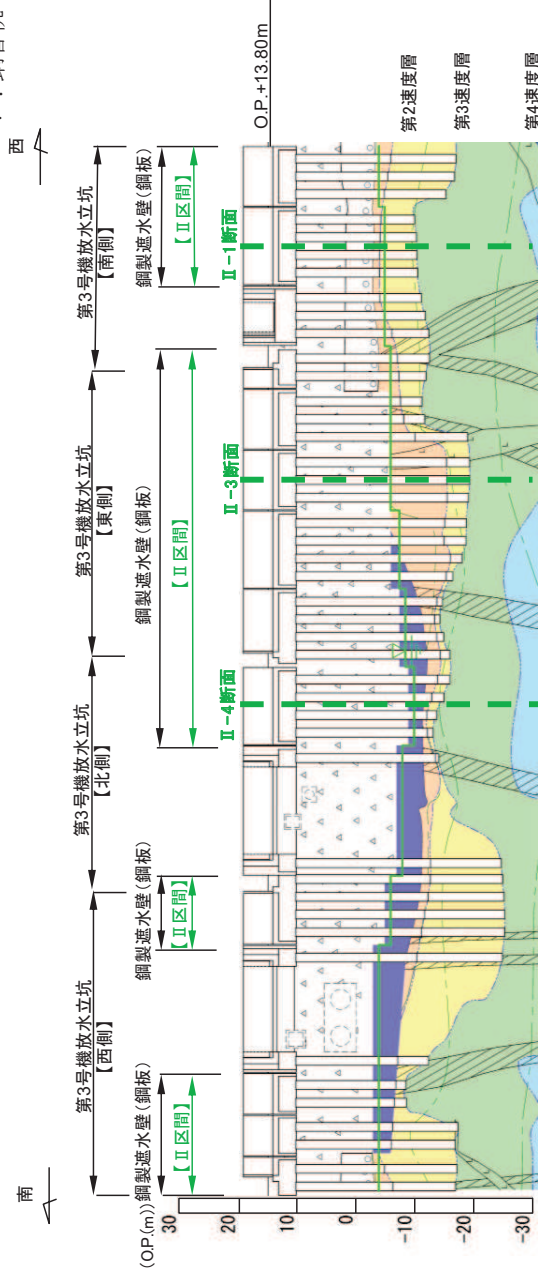 南
西
第3号機放水立坑
【西側】
第3号機放水立坑
【北側】
第3号機放水立坑
【東側】
第3号機放水立坑
【南側】
鋼製遮水壁(鋼板)
【Ⅱ区間】
鋼製遮水壁(鋼板)
【Ⅱ区間】
鋼製遮水壁(鋼板)
【Ⅱ区間】
鋼製遮水壁(鋼板)
【Ⅱ区間】
Ⅱ-4断面
Ⅱ-3断面
Ⅱ-1断面
O.P.+13.80m
(O.P.(m))
30
20
10
0
-10
-20
-30
第2速度層
第3速度層
第4速度層